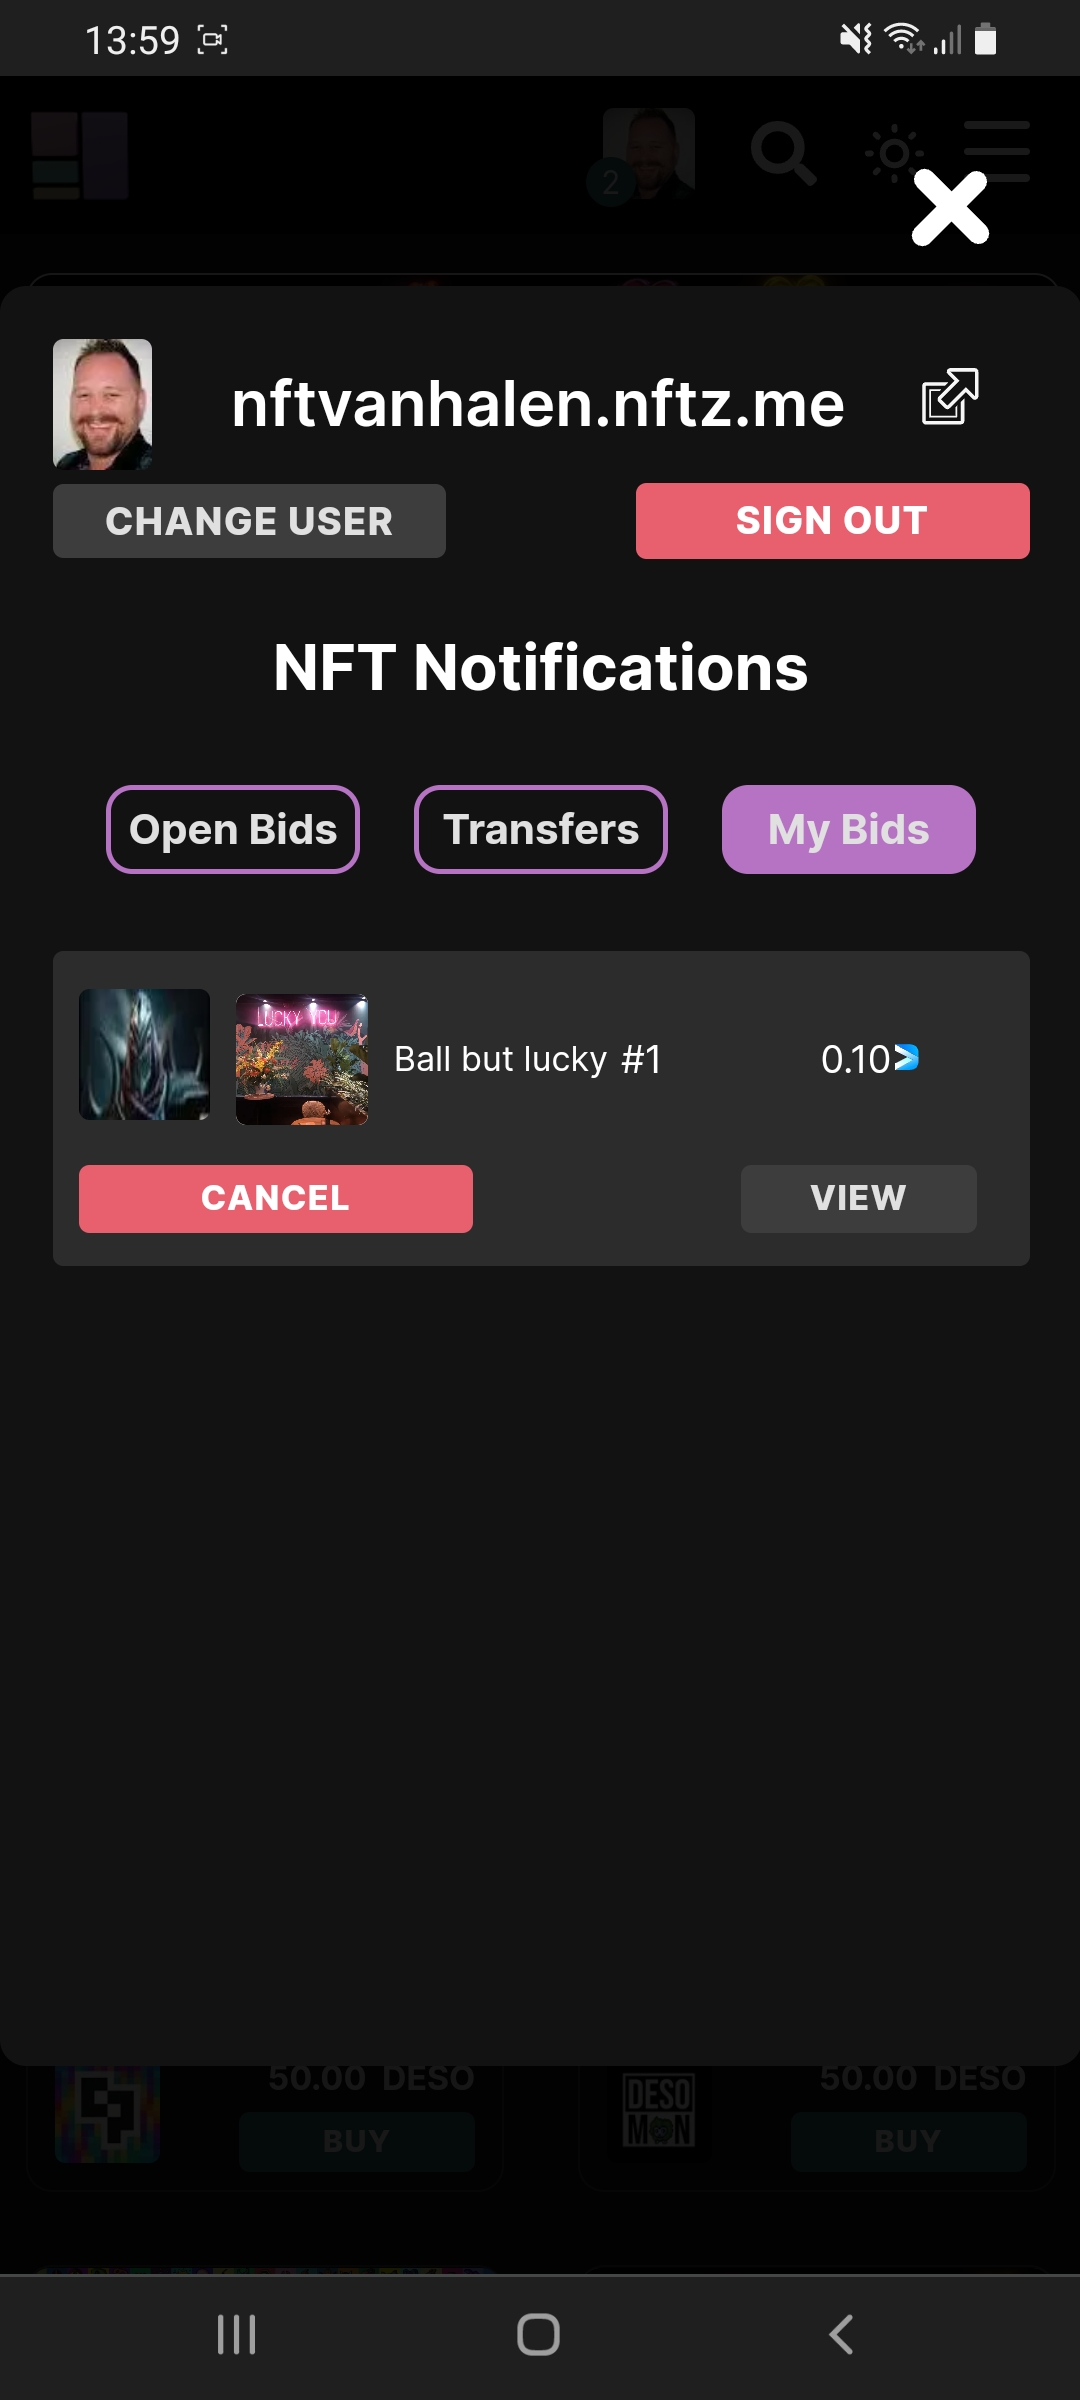 13:59
2
nftvanhalen.nftz.me
CHANGE USER
SIGN OUT
NFT Notifications
Open Bids
Transfers
My Bids
LUCKY YOU
Ball but lucky #1
0.10
CANCEL
VIEW
50.00 DESO
BUY
DESO
MON
50.00 DESO
BUY